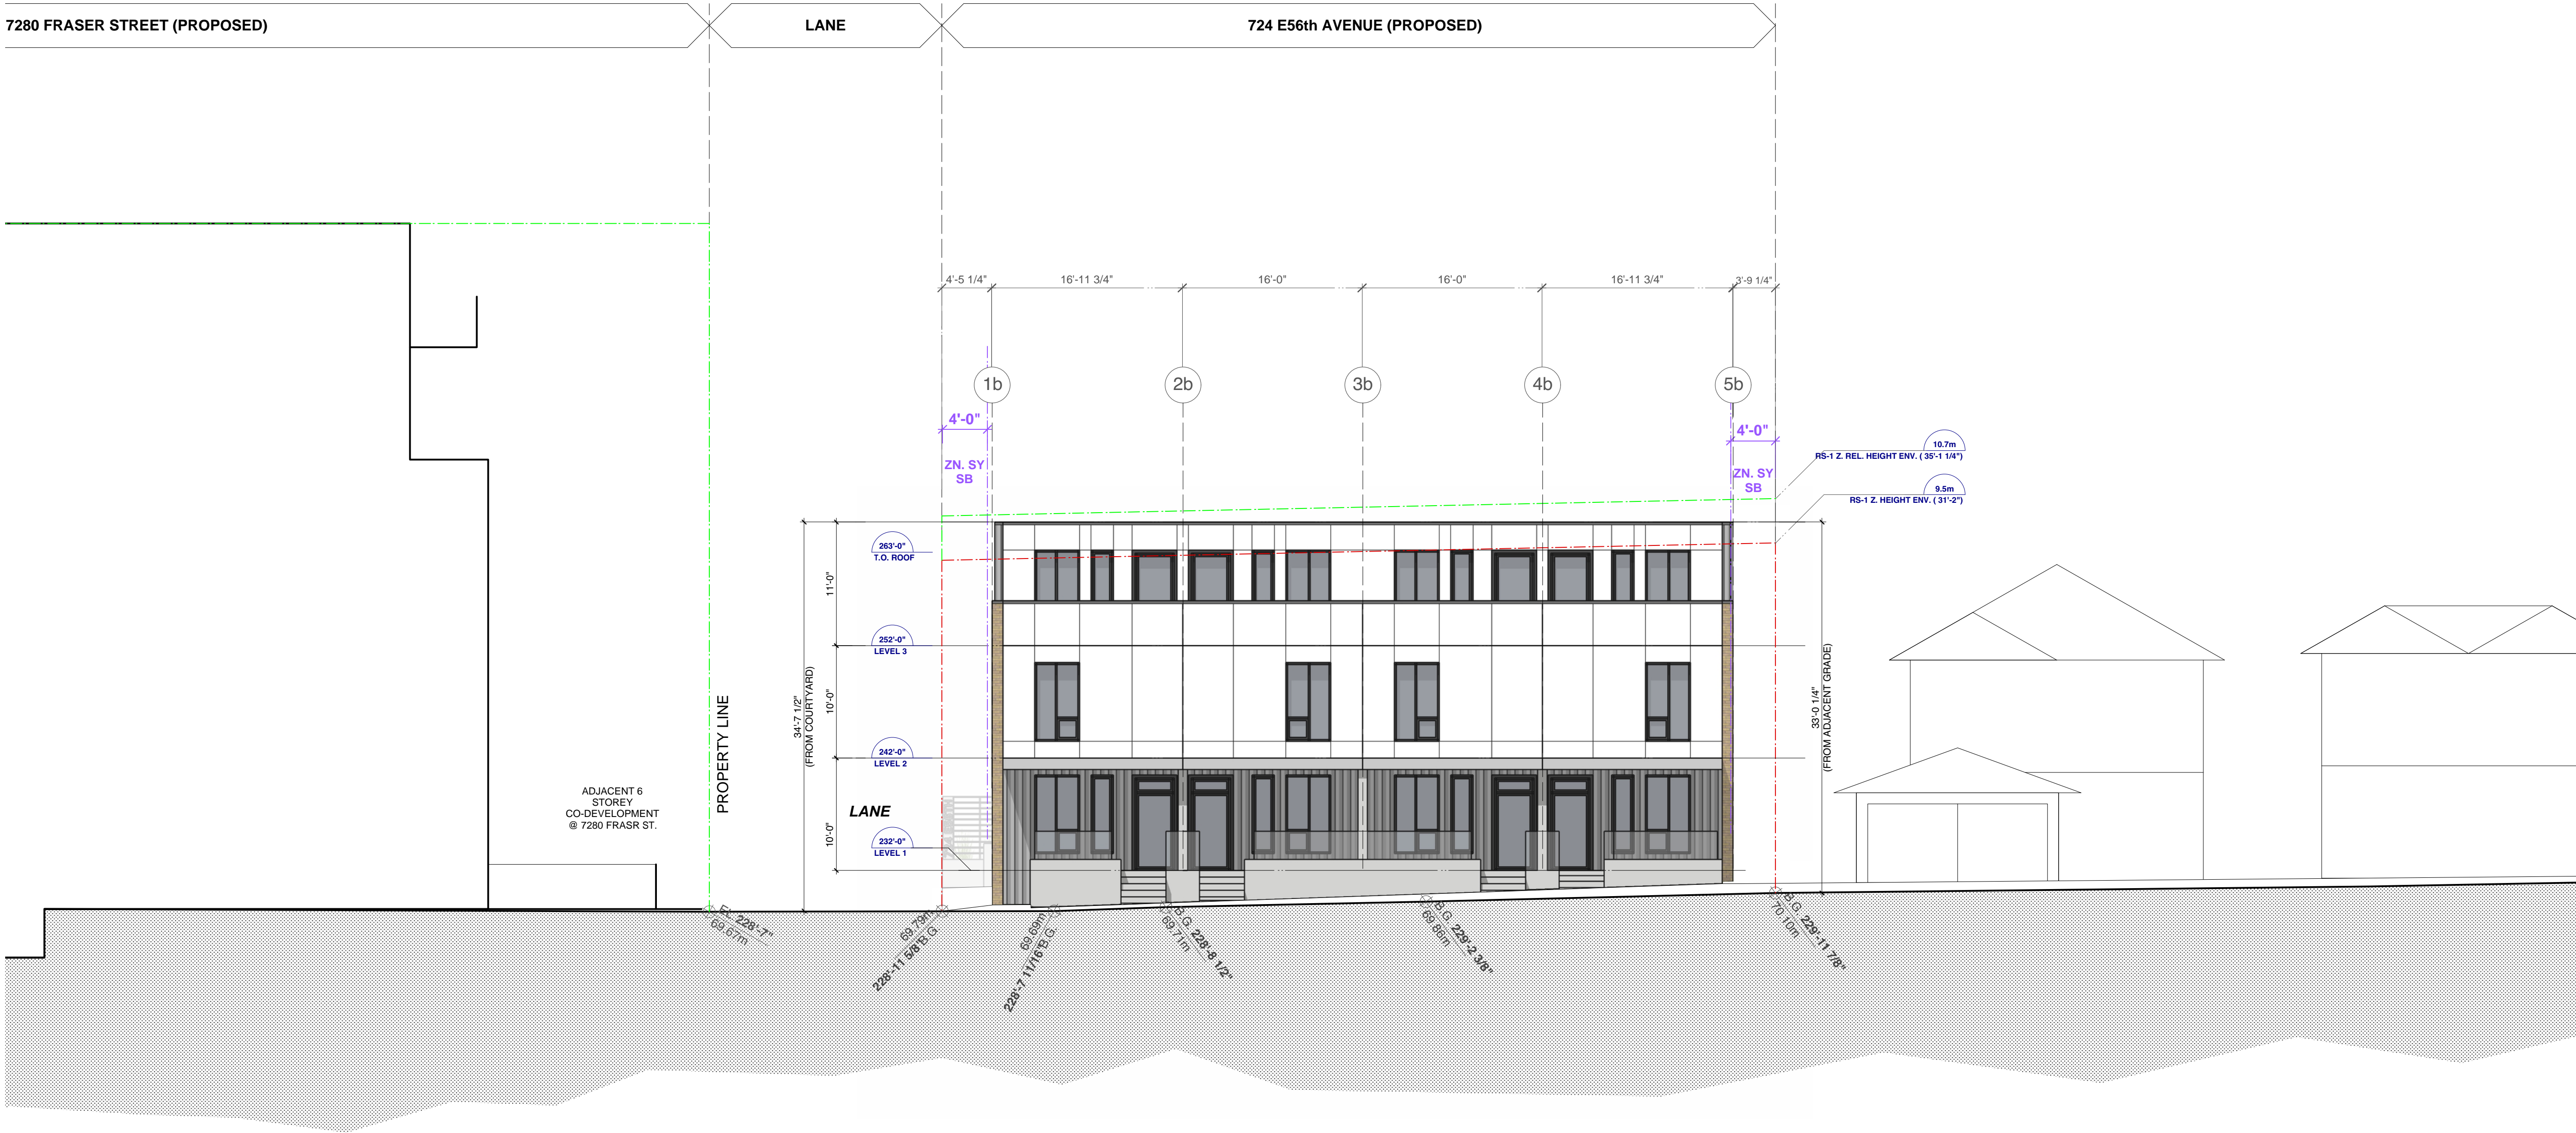 7280 FRASER STREET (PROPOSED)
LANE
724 E56th AVENUE (PROPOSED)
4'-5 1/4"
16'-11 3/4"
16'-0"
16'-0"
16'-11 3/4"
3'-9 1/4"
1b
2b
3b
4b
5b
4'-0"
ZN. SY
SB
4'-0"
ZN. SY
SB
10.7m
RS-1 Z. REL. HEIGHT ENV. ( 35'-1 1/4")
9.5m
RS-1 Z. HEIGHT ENV. ( 31'-2")
263'-0"
T.O. ROOF
11'-0"
252'-0"
LEVEL 3
10'-0"
34'-7 1/2"
(FROM COURTYARD)
33'-0 1/4"
(FROM ADJACENT GRADE)
242'-0"
LEVEL 2
PROPERTY LINE
ADJACENT 6
STOREY
CO-DEVELOPMENT
@ 7280 FRASR ST.
LANE
10'-0"
232'-0"
LEVEL 1
EL. 228'-7"
69.67m
69.79m
228'-11 5/8"B.G.
69.69m
228'-7 11/16"B.G.
B.G. 228'-8 1/2"
69.71m
B.G. 229'-2 3/8"
69.86m
B.G. 229'-11 7/8"
70.10m